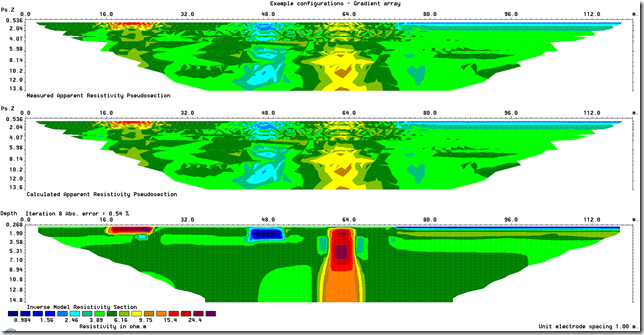 Example configurations - Gradient array
Ps.Z 0.0 16.0 32.0 48.0 64.0 80.0 96.0 112.0 m.
0.536
2.04
4.07
5.98
8.14
10.2
12.0
13.6
Measured Apparent Resistivity Pseudosection
Ps.Z 0.0 16.0 32.0 48.0 64.0 80.0 96.0 112.0 m.
0.536
2.04
4.07
5.98
8.14
10.2
12.0
13.6
Calculated Apparent Resistivity Pseudosection
Depth Iteration 8 Abs. error = 0.54 %
0.0 16.0 32.0 48.0 64.0 80.0 96.0 112.0 m.
0.268
1.90
3.58
5.31
7.10
8.94
10.8
12.8
14.8
Inverse Model Resistivity Section
0.984 1.56 2.46 3.89 6.16 9.75 15.4 24.4
Resistivity in ohm.m
Unit electrode spacing 1.00 m.